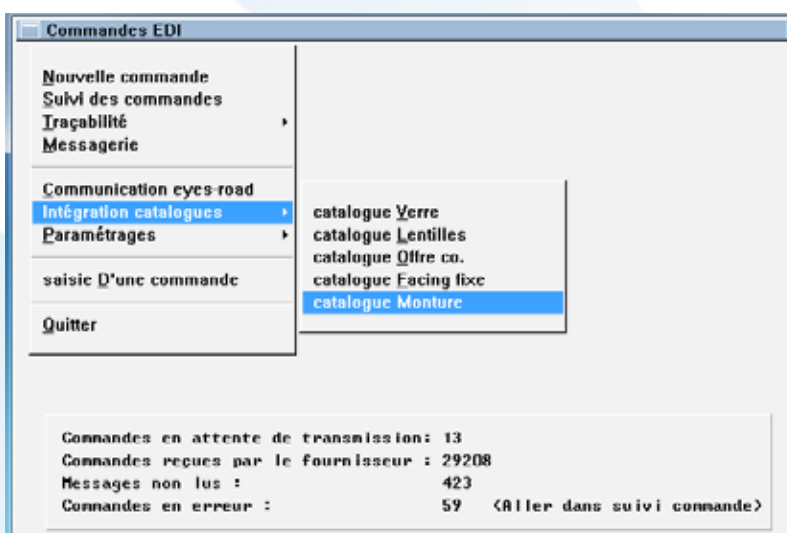 Commandes EDI
Nouvelle commande
Suivi des commandes
Traçabilité
Messagerie
Communication eyes-road
Intégration catalogues
Paramétrages
saisie D'une commande
Quitter
catalogue Verre
catalogue Lentilles
catalogue Offre co.
catalogue Facing fixe
catalogue Monture
Commandes en attente de transmission: 13
Commandes reçues par le fournisseur : 29208
Messages non lus : 423
Commandes en erreur : 59 <Aller dans suivi commande>